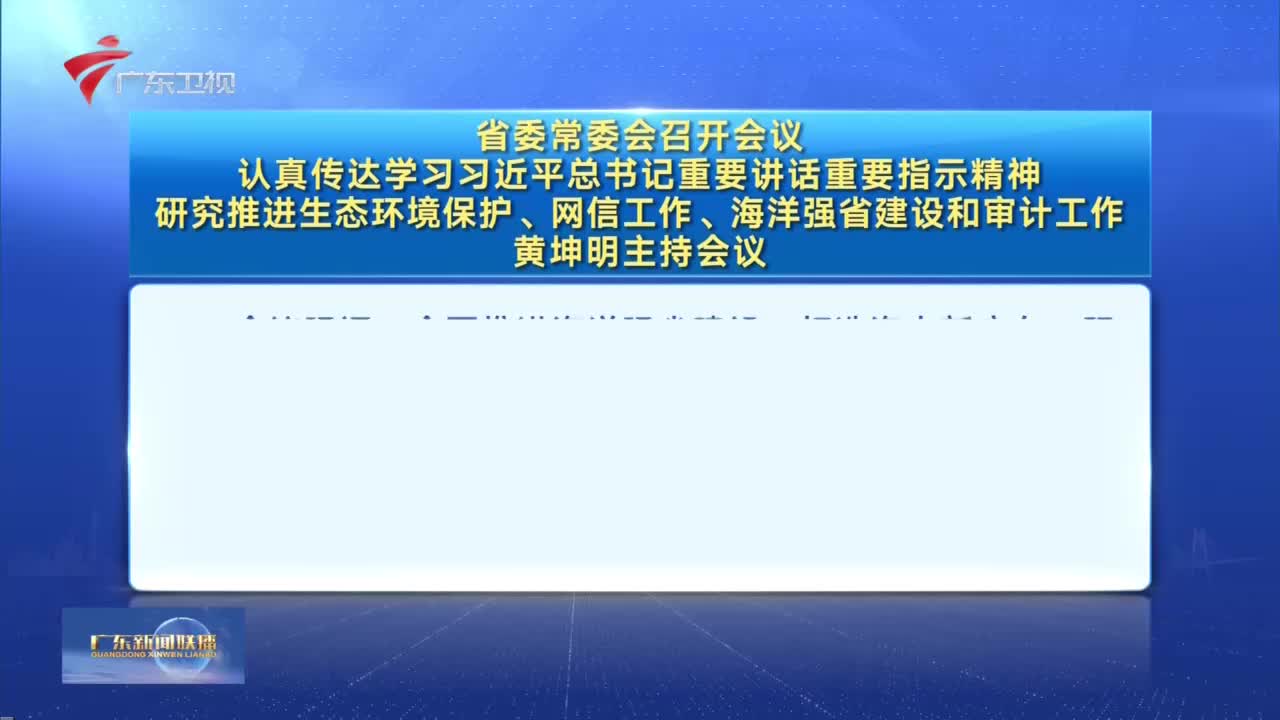 广东卫视
省委常委会召开会议
认真传达学习习近平总书记重要讲话重要指示精神
研究推进生态环境保护、网信工作、海洋强省建设和审计工作
黄坤明主持会议
广东新闻联播
GUANGDONG XINWEN LIANBO